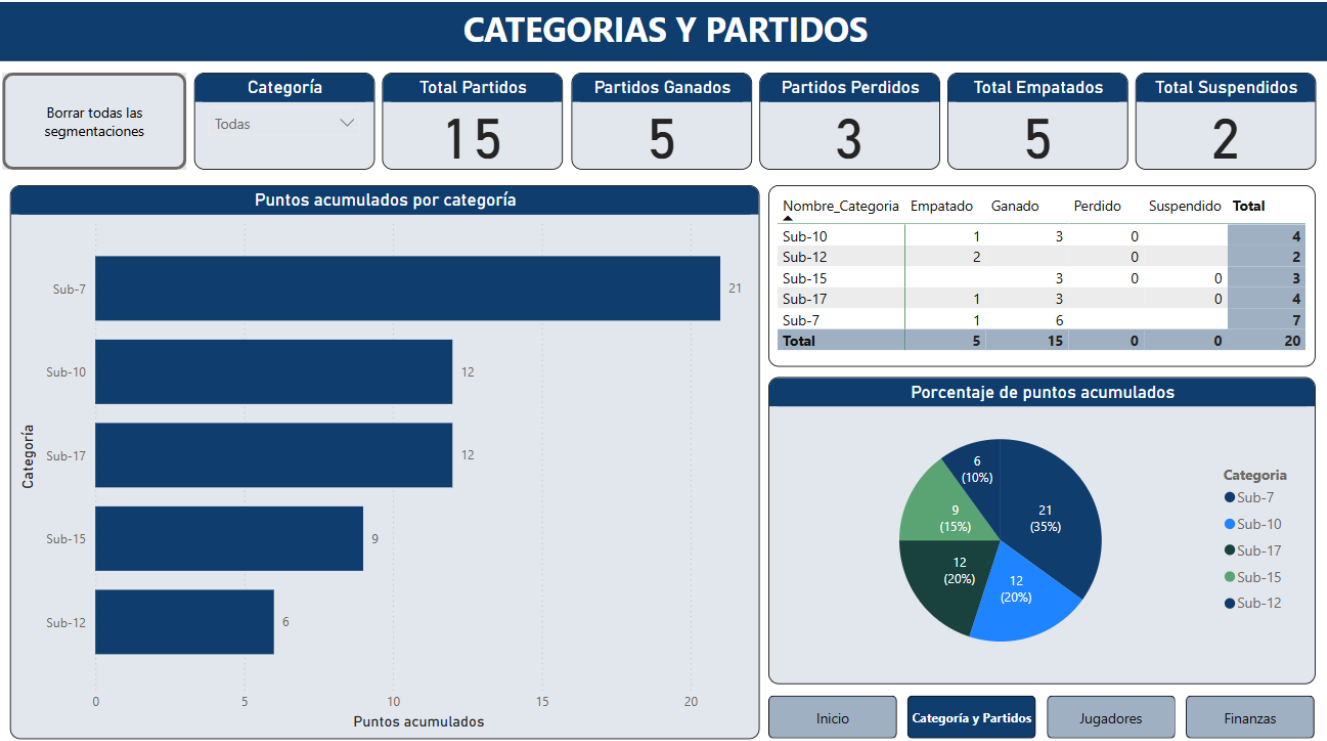 CATEGORIAS Y PARTIDOS
Borrar todas las
segmentaciones
Categoría
Todas
Total Partidos
15
Partidos Ganados
5
Partidos Perdidos
3
Total Empatados
5
Total Suspendidos
2
Puntos acumulados por categoría
Categoría
Sub-7 21
Sub-10 12
Sub-17 12
Sub-15 9
Sub-12 6
0 5 10 15 20
Puntos acumulados
Nombre_Categoria Empatado Ganado Perdido Suspendido Total
Sub-10 1 3 0 4
Sub-12 2 0 2
Sub-15 3 0 0 3
Sub-17 1 3 0 4
Sub-7 1 6 7
Total 5 15 0 0 20
Porcentaje de puntos acumulados
6
(10%)
9
(15%)
21
(35%)
12
(20%)
12
(20%)
Categoria
Sub-7
Sub-10
Sub-17
Sub-15
Sub-12
Inicio
Categoría y Partidos
Jugadores
Finanzas